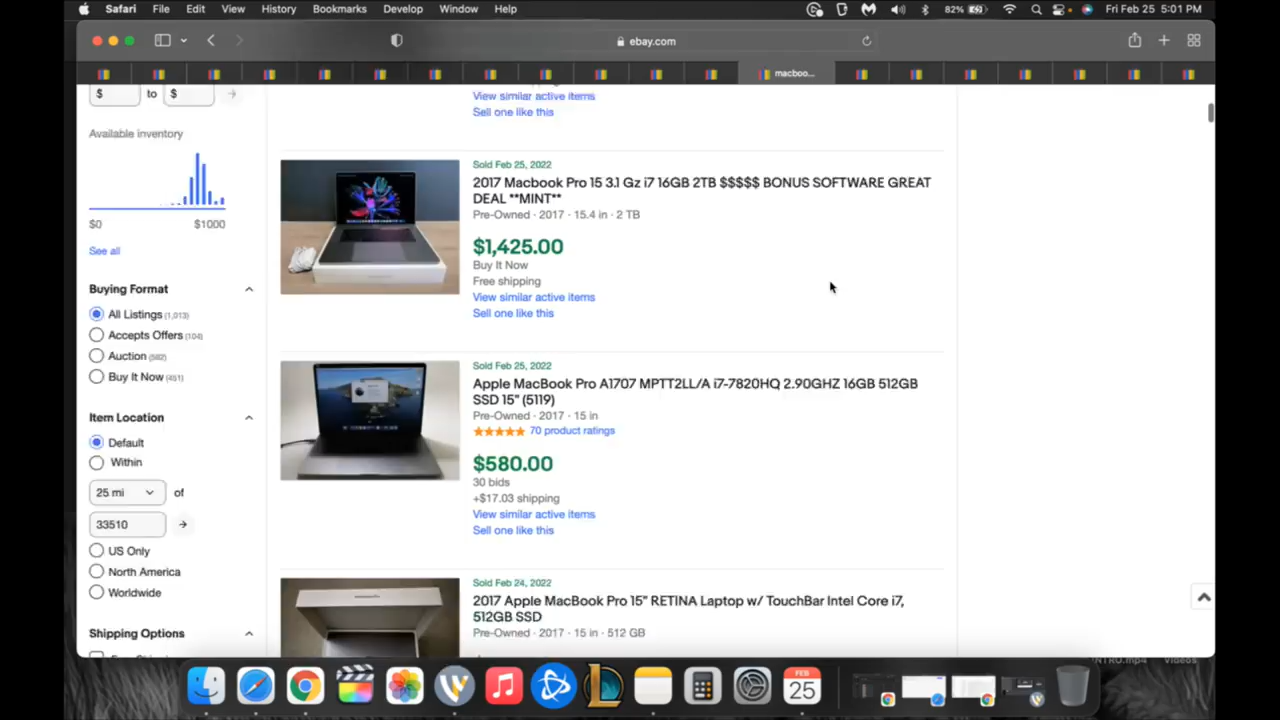 Safari File Edit View History Bookmarks Develop Window Help 82% Fri Feb 25 5:01 PM
ebay.com
macboo...
$ to $
Available inventory
$0 $1000
See all
Buying Format
All Listings (1,013)
Accepts Offers (104)
Auction (562)
Buy It Now (451)
Item Location
Default
Within
25 mi of
33510
US Only
North America
Worldwide
Shipping Options
View similar active items
Sell one like this
Sold Feb 25, 2022
2017 Macbook Pro 15 3.1 Gz i7 16GB 2TB $$$$$ BONUS SOFTWARE GREAT
DEAL **MINT**
Pre-Owned · 2017 · 15.4 in · 2 TB
$1,425.00
Buy It Now
Free shipping
View similar active items
Sell one like this
Sold Feb 25, 2022
Apple MacBook Pro A1707 MPTT2LL/A i7-7820HQ 2.90GHZ 16GB 512GB
SSD 15" (5119)
Pre-Owned · 2017 · 15 in
70 product ratings
$580.00
30 bids
+$17.03 shipping
View similar active items
Sell one like this
Sold Feb 24, 2022
2017 Apple MacBook Pro 15" RETINA Laptop w/ TouchBar Intel Core i7,
512GB SSD
Pre-Owned · 2017 · 15 in · 512 GB
INTRO.mp4 Videos
FEB
25